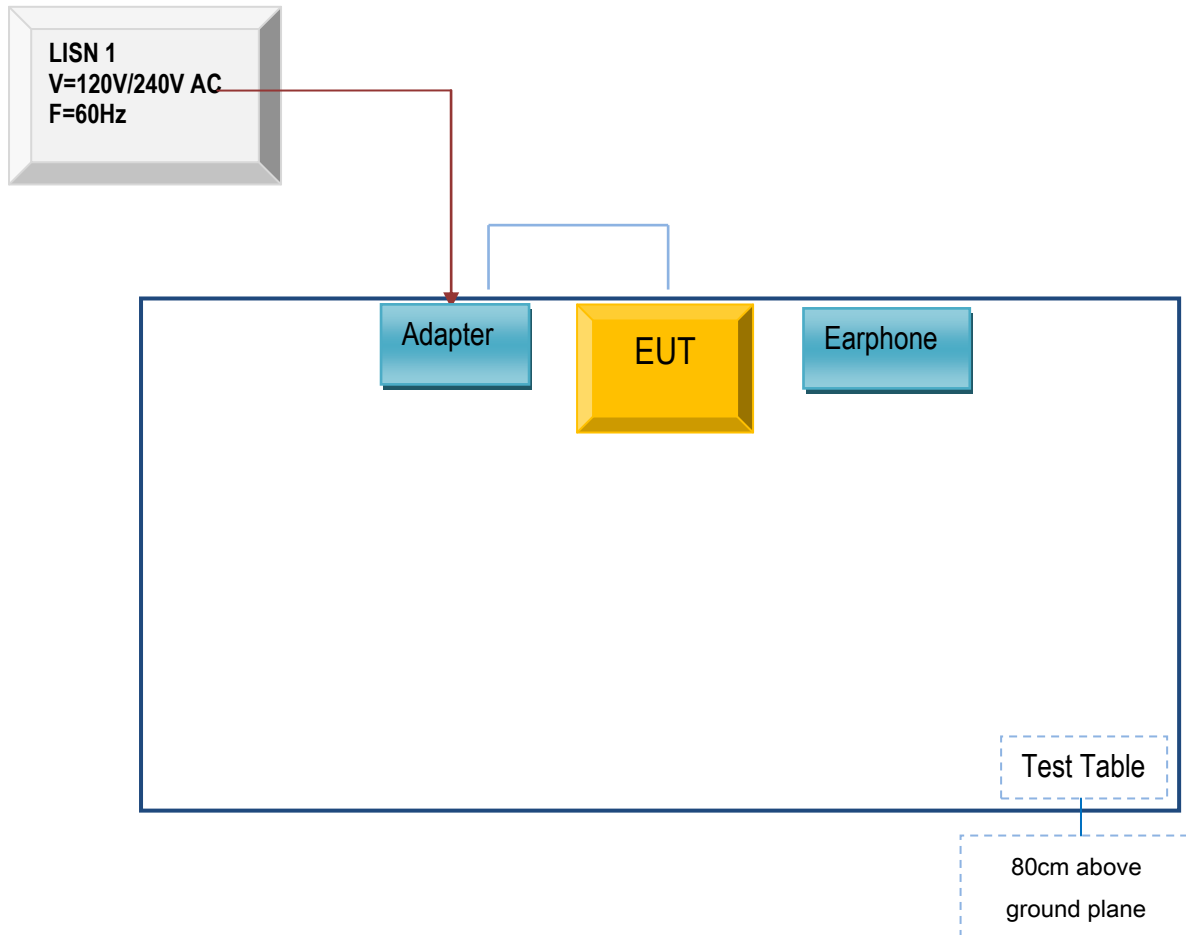 LISN 1
V=120V/240V AC
F=60Hz
Adapter
EUT
Earphone
Test Table
80cm above
ground plane